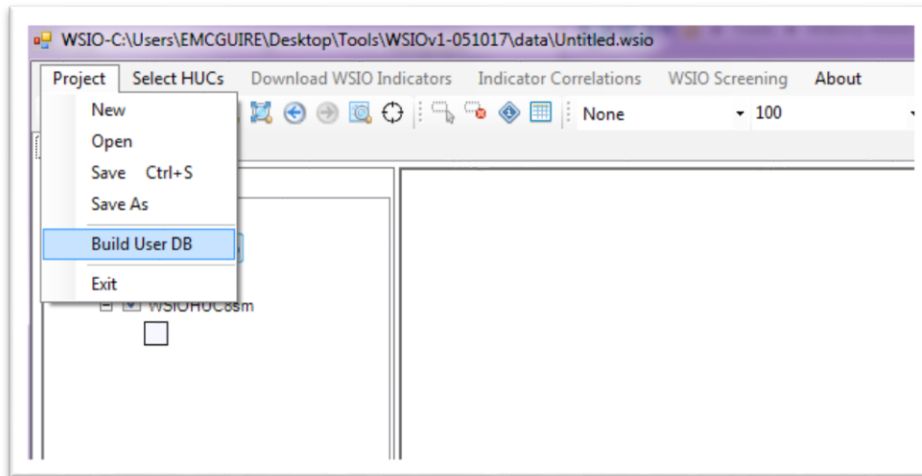 WSIO-C:\Users\EMCGUIRE\Desktop\Tools\WSIOv1-051017\data\Untitled.wsio
Project Select HUCs Download WSIO Indicators Indicator Correlations WSIO Screening About
New
None 100
Open
Save Ctrl+S
Save As
Build User DB
Exit
WSIOHUC8sm